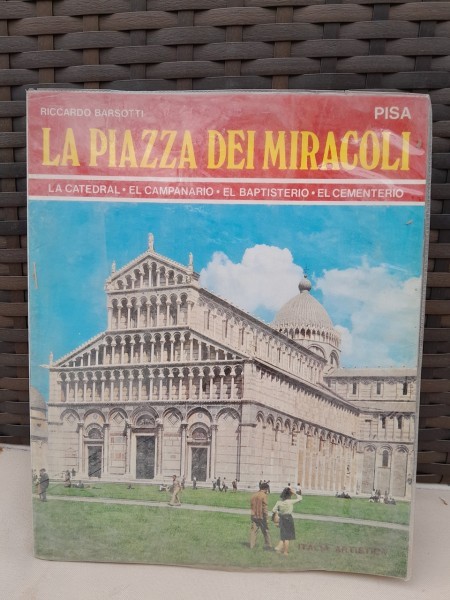 RICCARDO BARSOTTI
PISA
LA PIAZZA DEI MIRACOLI
LA CATEDRAL • EL CAMPANARIO • EL BAPTISTERIO • EL CEMENTERIO